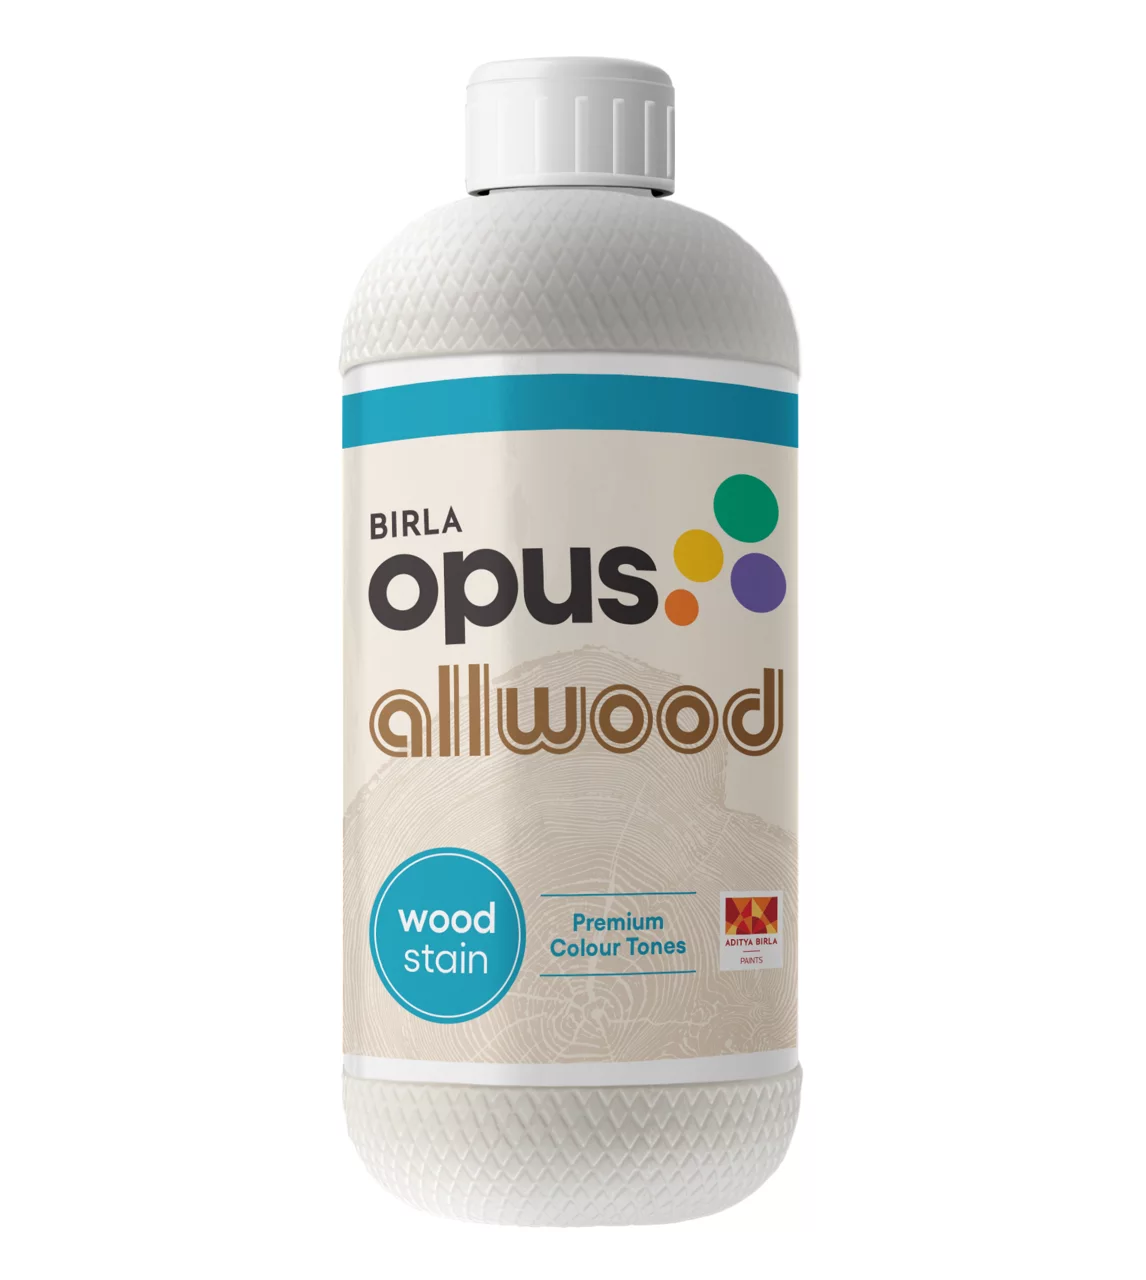 BIRLA
opus
allwood
wood
stain
Premium
Colour Tones
ADITYA BIRLA
PAINTS